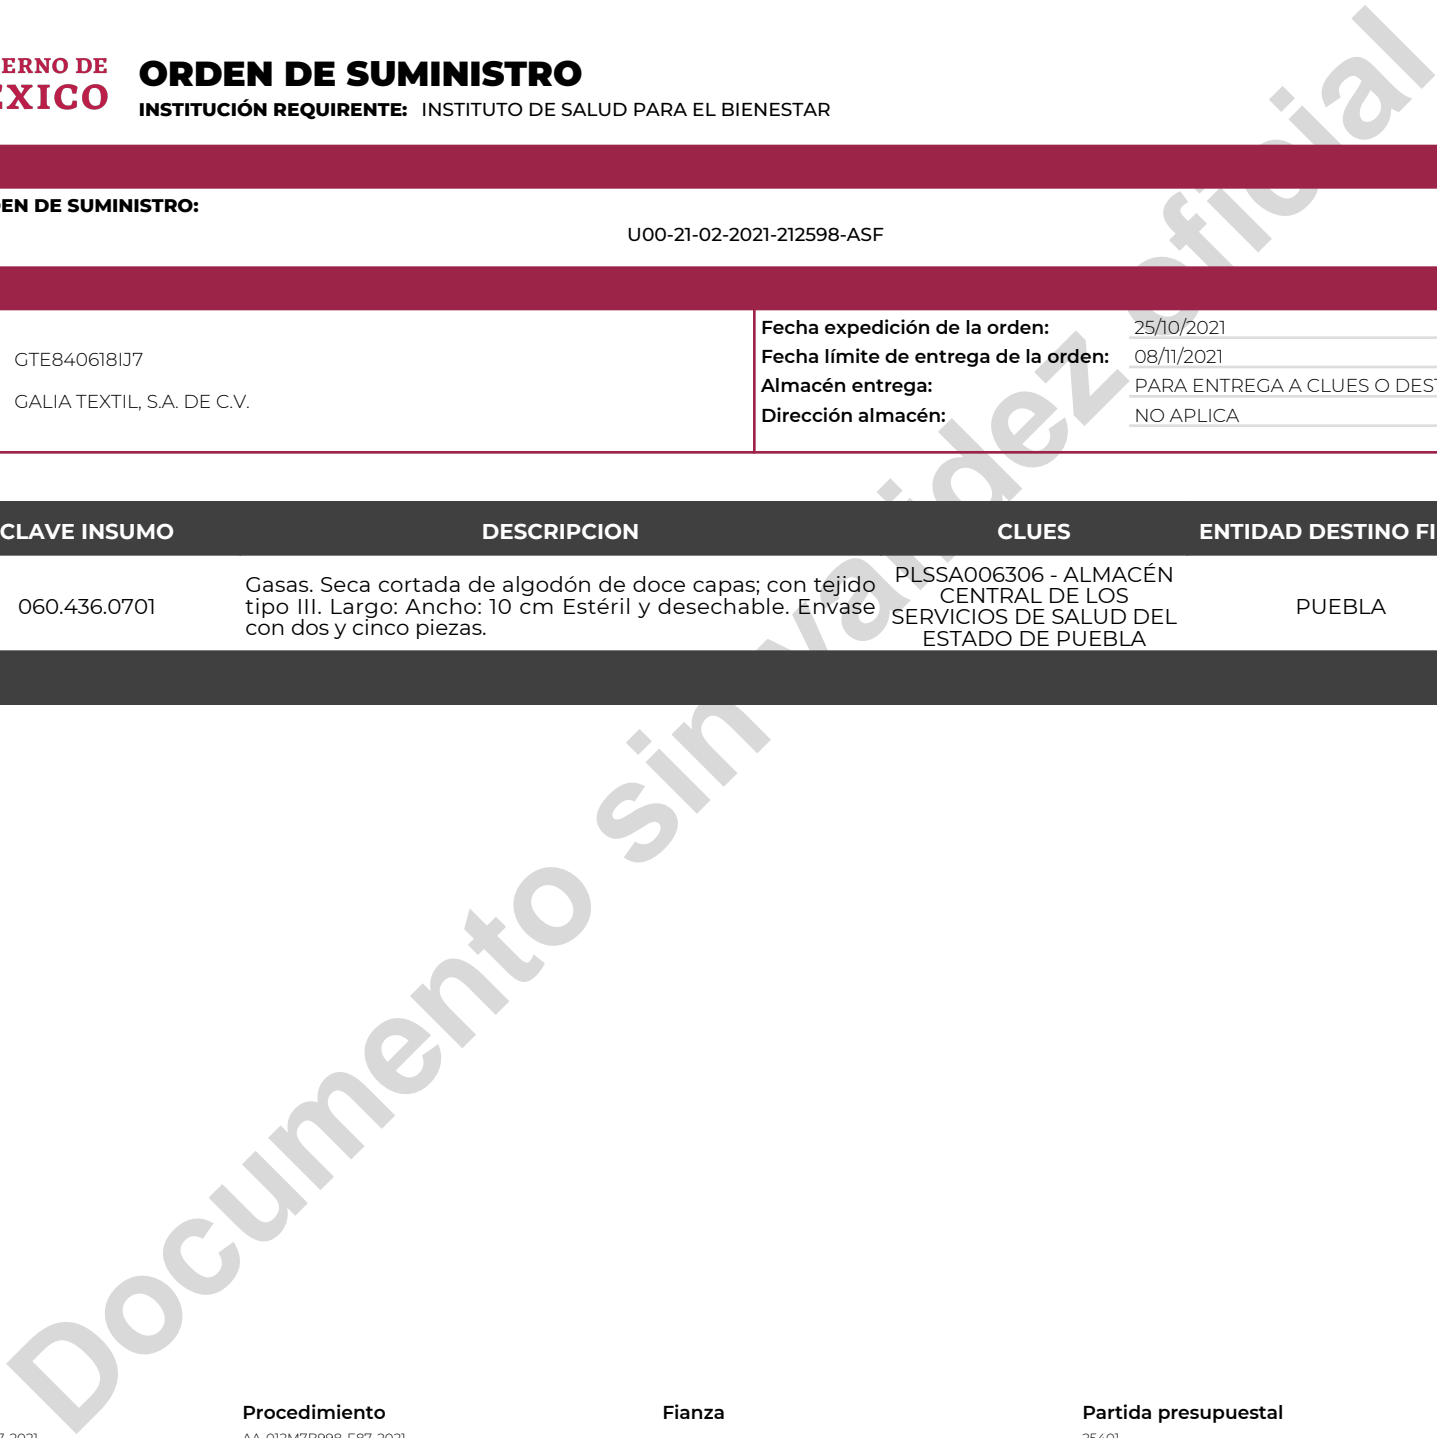 ERNO DE
EXICO
ORDEN DE SUMINISTRO
INSTITUCIÓN REQUIRENTE: INSTITUTO DE SALUD PARA EL BIENESTAR
EN DE SUMINISTRO:
U00-21-02-2021-212598-ASF
GTE840618IJ7
GALIA TEXTIL, S.A. DE C.V.
Fecha expedición de la orden: 25/10/2021
Fecha límite de entrega de la orden: 08/11/2021
Almacén entrega: PARA ENTREGA A CLUES O DEST
Dirección almacén: NO APLICA
CLAVE INSUMO DESCRIPCION CLUES ENTIDAD DESTINO FI
060.436.0701
Gasas. Seca cortada de algodón de doce capas; con tejido
tipo III. Largo: Ancho: 10 cm Estéril y desechable. Envase
con dos y cinco piezas.
PLSSA006306 - ALMACÉN
CENTRAL DE LOS
SERVICIOS DE SALUD DEL
ESTADO DE PUEBLA
PUEBLA
Documento sin validez oficial
Procedimiento Fianza Partida presupuestal